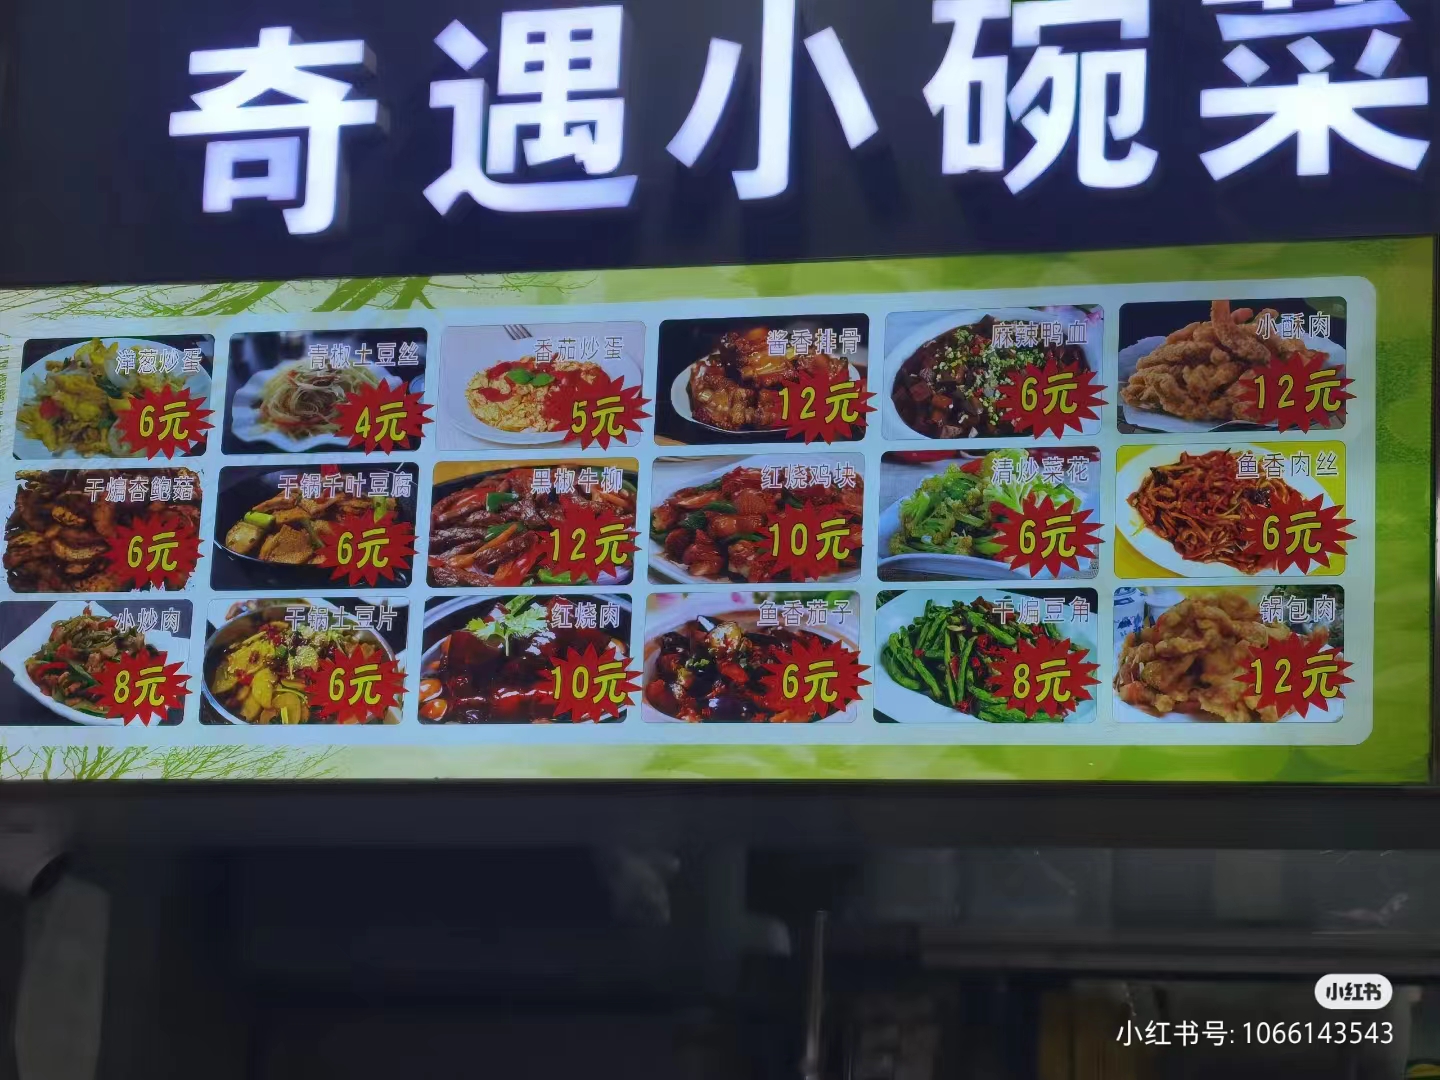 奇遇小碗菜
洋葱炒蛋
6元
青椒土豆丝
4元
番茄炒蛋
5元
酱香排骨
12元
麻辣鸭血
6元
小酥肉
12元
干煸杏鲍菇
6元
干锅千叶豆腐
6元
黑椒牛柳
12元
红烧鸡块
10元
清炒菜花
6元
鱼香肉丝
6元
小炒肉
8元
干锅土豆片
6元
红烧肉
10元
鱼香茄子
6元
干煸豆角
8元
锅包肉
12元
小红书
小红书号: 1066143543